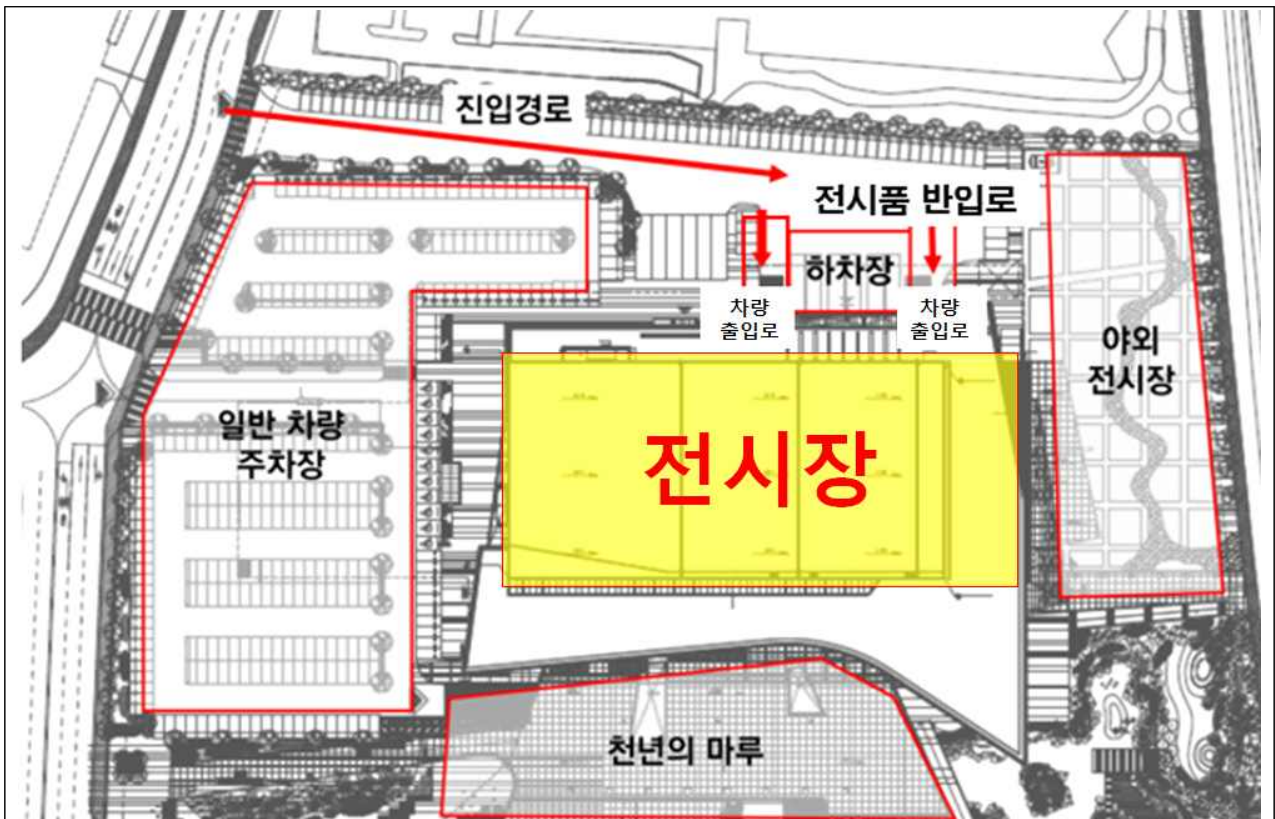 진입경로
전시품 반입로
하차장
차량
출입로
차량
출입로
야외
전시장
일반 차량
주차장
전시장
천년의 마루